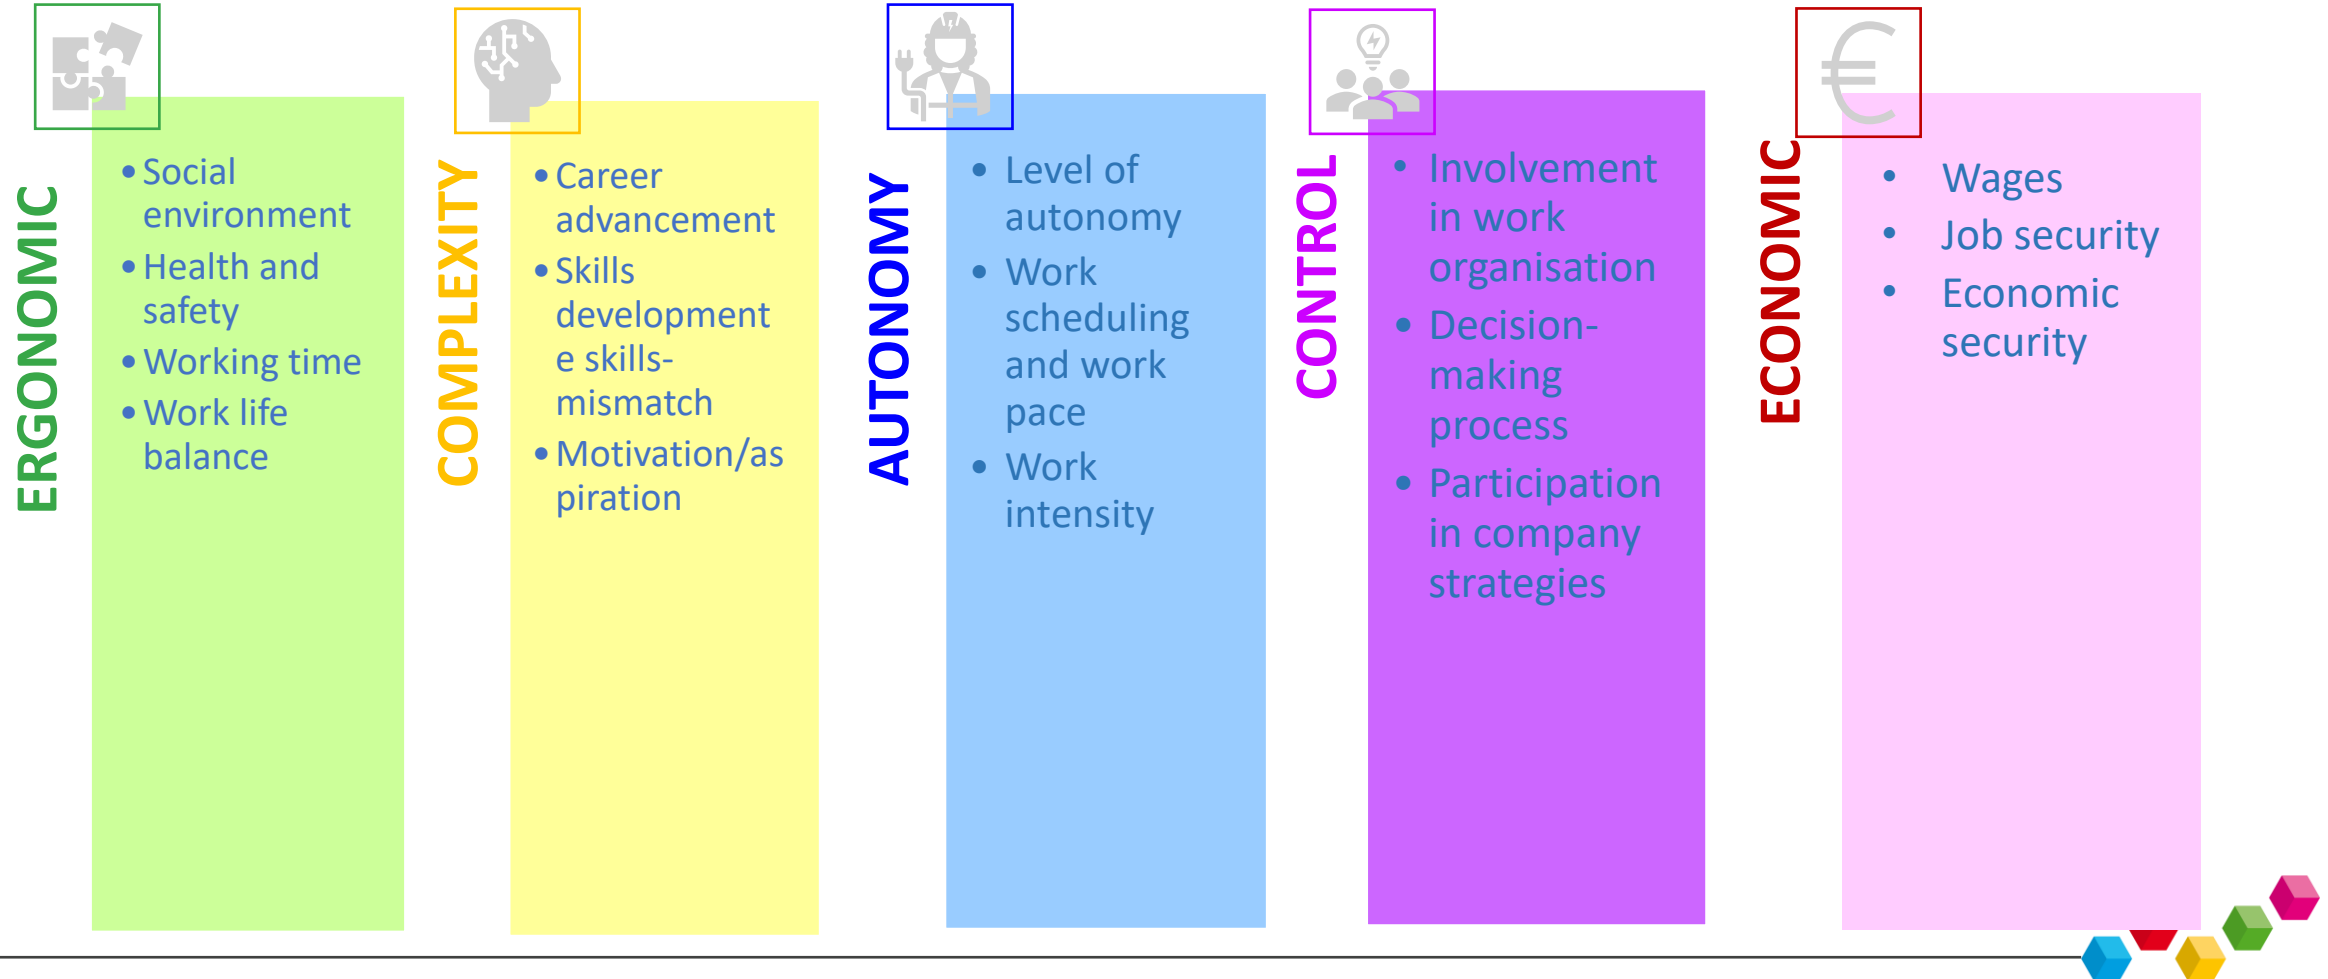 ERGONOMIC
• Social
environment
• Health and
safety
• Working time
• Work life
balance
COMPLEXITY
• Career
advancement
• Skills
development
e skills-
mismatch
• Motivation/as
piration
AUTONOMY
• Level of
autonomy
• Work
scheduling
and work
pace
• Work
intensity
CONTROL
• Involvement
in work
organisation
• Decision-
making
process
• Participation
in company
strategies
ECONOMIC
€
• Wages
• Job security
• Economic
security